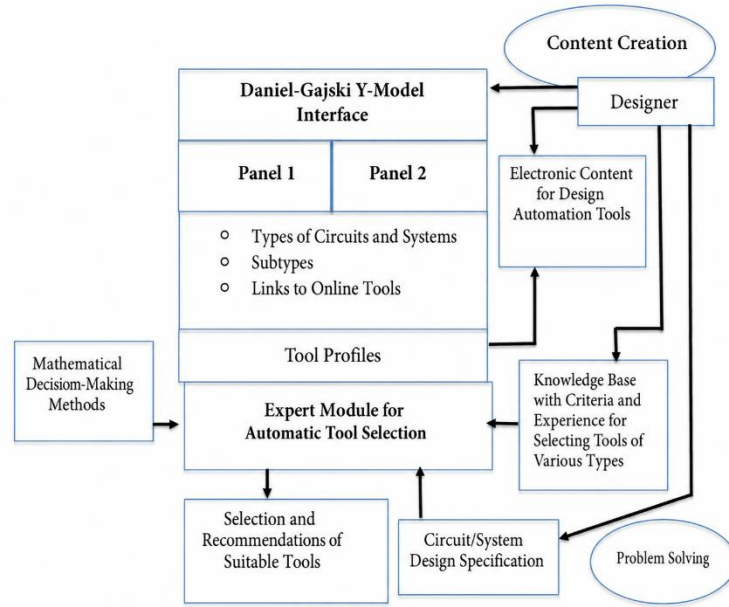 Content Creation
Daniel-Gajski Y-Model
Interface
Designer
Panel 1
Panel 2
Electronic Content
for Design
Automation Tools
Types of Circuits and Systems
Subtypes
Links to Online Tools
Tool Profiles
Mathematical
Decisiom-Making
Methods
Expert Module for
Automatic Tool Selection
Knowledge Base
with Criteria and
Experience for
Selecting Tools of
Various Types
Selection and
Recommendations of
Suitable Tools
Circuit/System
Design Specification
Problem Solving